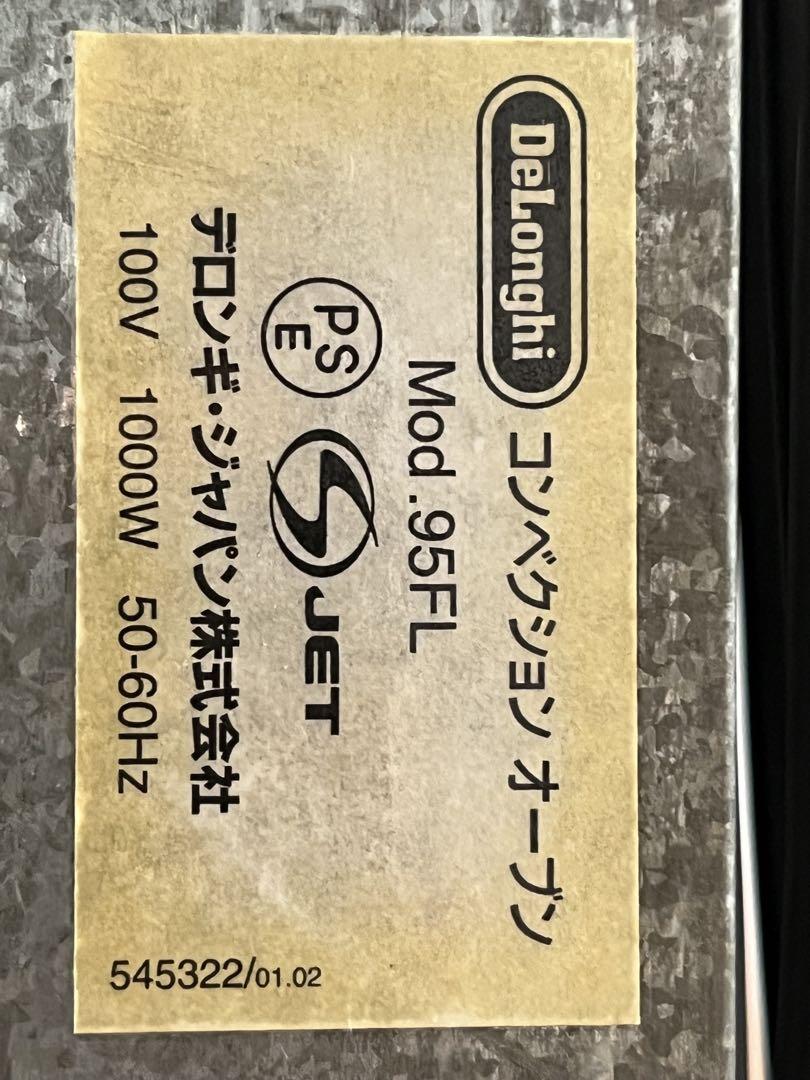 DeLonghi コンベクション オーブン
Mod.95FL
PSE S JET
デロンギ・ジャパン株式会社
100V 1000W 50-60Hz
545322/01.02